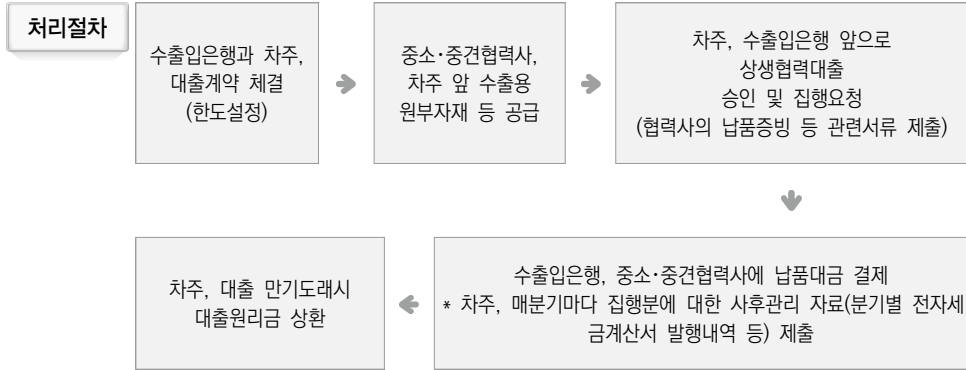 처리절차
수출입은행과 차주,
대출계약 체결
(한도설정)
중소·중견협력사,
차주 앞 수출용
원부자재 등 공급
차주, 수출입은행 앞으로
상생협력대출
승인 및 집행요청
(협력사의 납품증빙 등 관련서류 제출)
수출입은행, 중소·중견협력사에 납품대금 결제
* 차주, 매분기마다 집행분에 대한 사후관리 자료(분기별 전자세
금계산서 발행내역 등) 제출
차주, 대출 만기도래시
대출원리금 상환